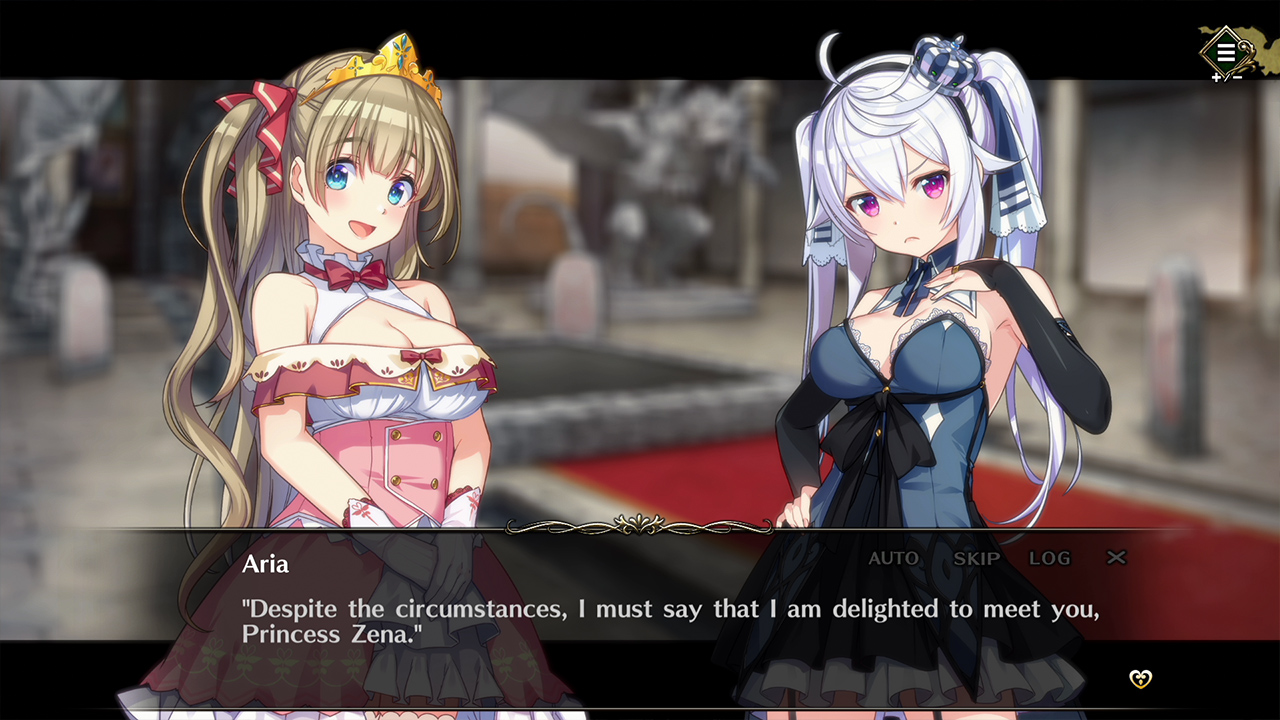 +/-
Aria
AUTO SKIP LOG
"Despite the circumstances, I must say that I am delighted to meet you,
Princess Zena."